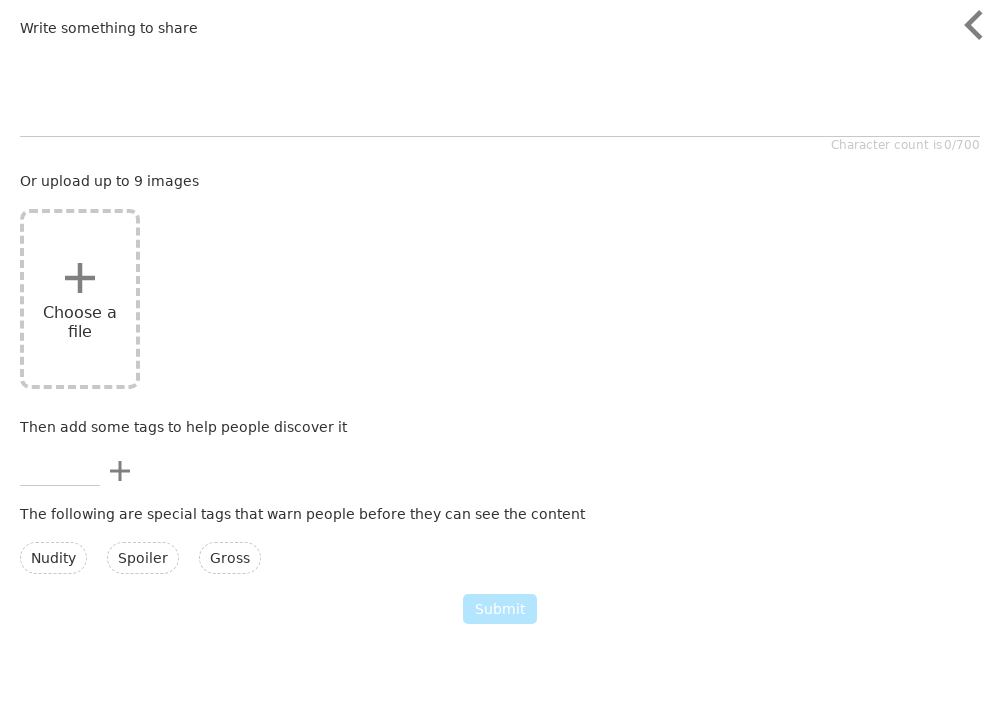 Write something to share
Character count is 0/700
Or upload up to 9 images
Choose a
file
Then add some tags to help people discover it
The following are special tags that warn people before they can see the content
Nudity
Spoiler
Gross
Submit